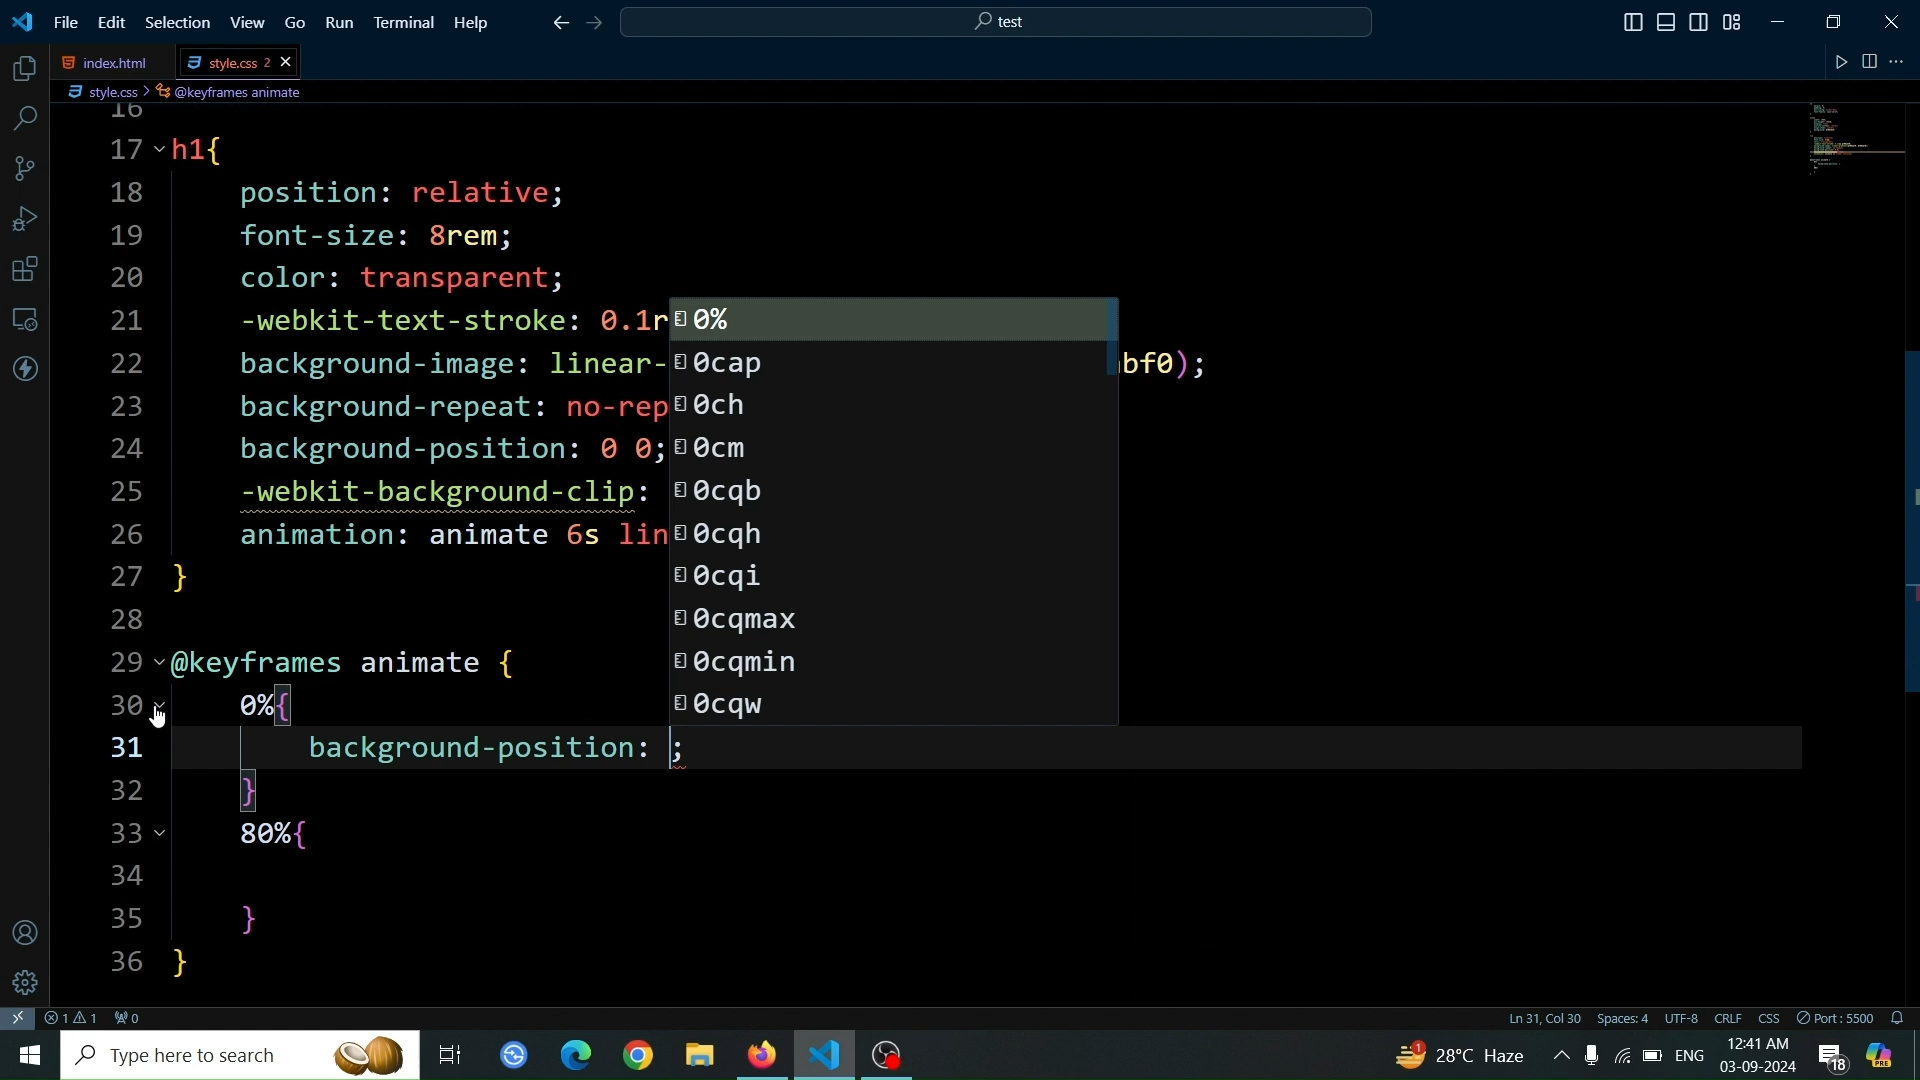 File Edit Selection View Go Run Terminal Help
test
index.html
style.css 2
style.css > @keyframes animate
16
17 h1{
18 position: relative;
19 font-size: 8rem;
20 color: transparent;
21 -webkit-text-stroke: 0.1r
22 background-image: linear- bf0);
23 background-repeat: no-rep
24 background-position: 0 0;
25 -webkit-background-clip:
26 animation: animate 6s lin
27 }
28
29 @keyframes animate {
30 0%{
31 background-position: ;
32 }
33 80%{
34
35 }
36 }
0%
0cap
0ch
0cm
0cqb
0cqh
0cqi
0cqmax
0cqmin
0cqw
1 1 0
Ln 31, Col 30 Spaces: 4 UTF-8 CRLF CSS Port : 5500
Type here to search
1 28°C Haze
ENG
12:41 AM
03-09-2024
18
PRE